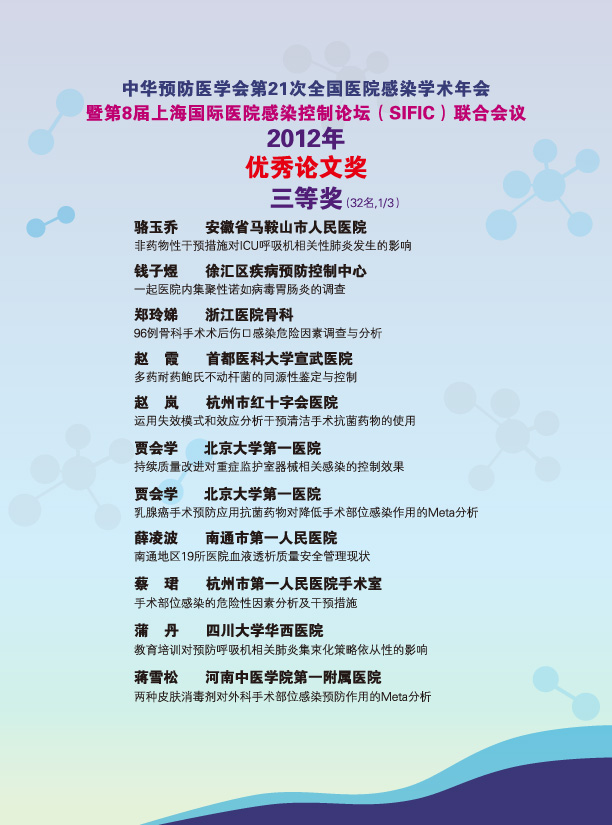 中华预防医学会第21次全国医院感染学术年会
暨第8届上海国际医院感染控制论坛（SIFIC）联合会议
2012年
优秀论文奖
三等奖(32名,1/3)
骆玉乔 安徽省马鞍山市人民医院
非药物性干预措施对ICU呼吸机相关性肺炎发生的影响
钱子煜 徐汇区疾病预防控制中心
一起医院内集聚性诺如病毒胃肠炎的调查
郑玲娣 浙江医院骨科
96例骨科手术术后伤口感染危险因素调查与分析
赵 霞 首都医科大学宣武医院
多药耐药鲍氏不动杆菌的同源性鉴定与控制
赵 岚 杭州市红十字会医院
运用失效模式和效应分析干预清洁手术抗菌药物的使用
贾会学 北京大学第一医院
持续质量改进对重症监护室器械相关感染的控制效果
贾会学 北京大学第一医院
乳腺癌手术预防应用抗菌药物对降低手术部位感染作用的Meta分析
薛凌波 南通市第一人民医院
南通地区19所医院血液透析质量安全管理现状
蔡 珺 杭州市第一人民医院手术室
手术部位感染的危险性因素分析及干预措施
蒲 丹 四川大学华西医院
教育培训对预防呼吸机相关肺炎集束化策略依从性的影响
蒋雪松 河南中医学院第一附属医院
两种皮肤消毒剂对外科手术部位感染预防作用的Meta分析